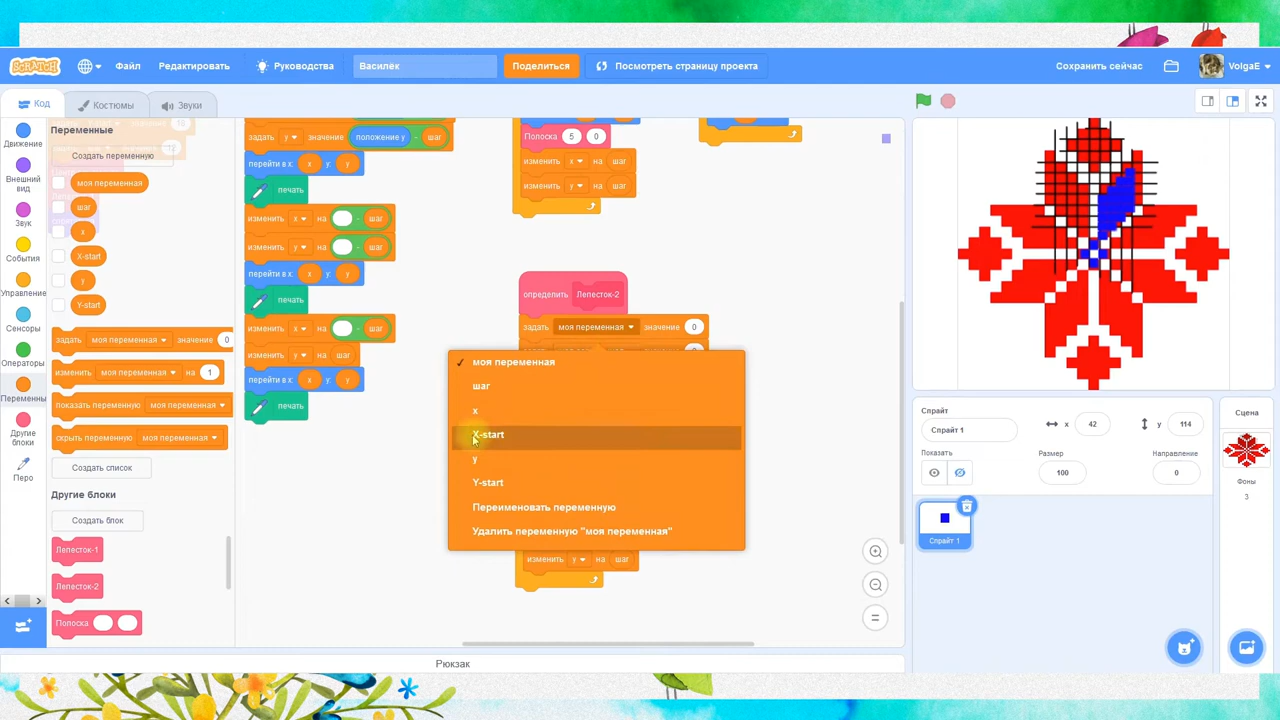 SCRATCH
Файл
Редактировать
Руководства
Василёк
Поделиться
Посмотреть страницу проекта
Сохранить сейчас
VolgaE
Код
Костюмы
Звуки
Движение
Внешний вид
Звук
События
Управление
Сенсоры
Операторы
Переменны
Другие блоки
Перо
Переменные
Создать переменную
моя переменная
шаг
x
X-start
y
Y-start
задать моя переменная значение 0
изменить моя переменная на 1
показать переменную моя переменная
скрыть переменную моя переменная
Создать список
Другие блоки
Создать блок
Лепесток-1
Лепесток-2
Полоска
задать y значение положение y - шаг
перейти в x: x y: y
печать
изменить x на - шаг
изменить y на - шаг
перейти в x: x y: y
печать
изменить x на - шаг
изменить y на шаг
перейти в x: x y: y
печать
Полоска 5 0
изменить x на шаг
изменить y на шаг
определить Лепесток-2
задать моя переменная значение 0
✓ моя переменная
шаг
x
X-start
y
Y-start
Переименовать переменную
Удалить переменную "моя переменная"
изменить y на шаг
Рюкзак
Спрайт
Спрайт 1
x 42
y 114
Показать
Размер
100
Направление
0
Спрайт 1
Сцена
Фоны
3